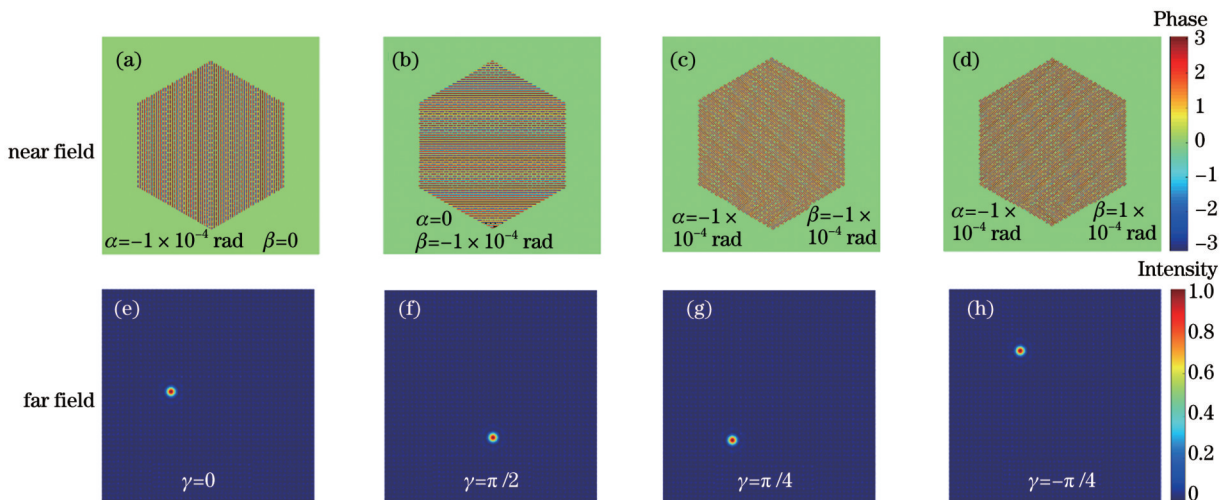 Phase
(a)
(b)
(c)
(d)
3
2
1
0
−1
−2
−3
near field
α=−1 × 10⁻⁴ rad β=0
α=0
β=−1 × 10⁻⁴ rad
α=−1 ×
10⁻⁴ rad
β=−1×
10⁻⁴ rad
α=−1 ×
10⁻⁴ rad
β=1 ×
10⁻⁴ rad
Intensity
(e)
(f)
(g)
(h)
1.0
0.8
0.6
0.4
0.2
0
far field
γ=0
γ=π /2
γ=π /4
γ=−π /4